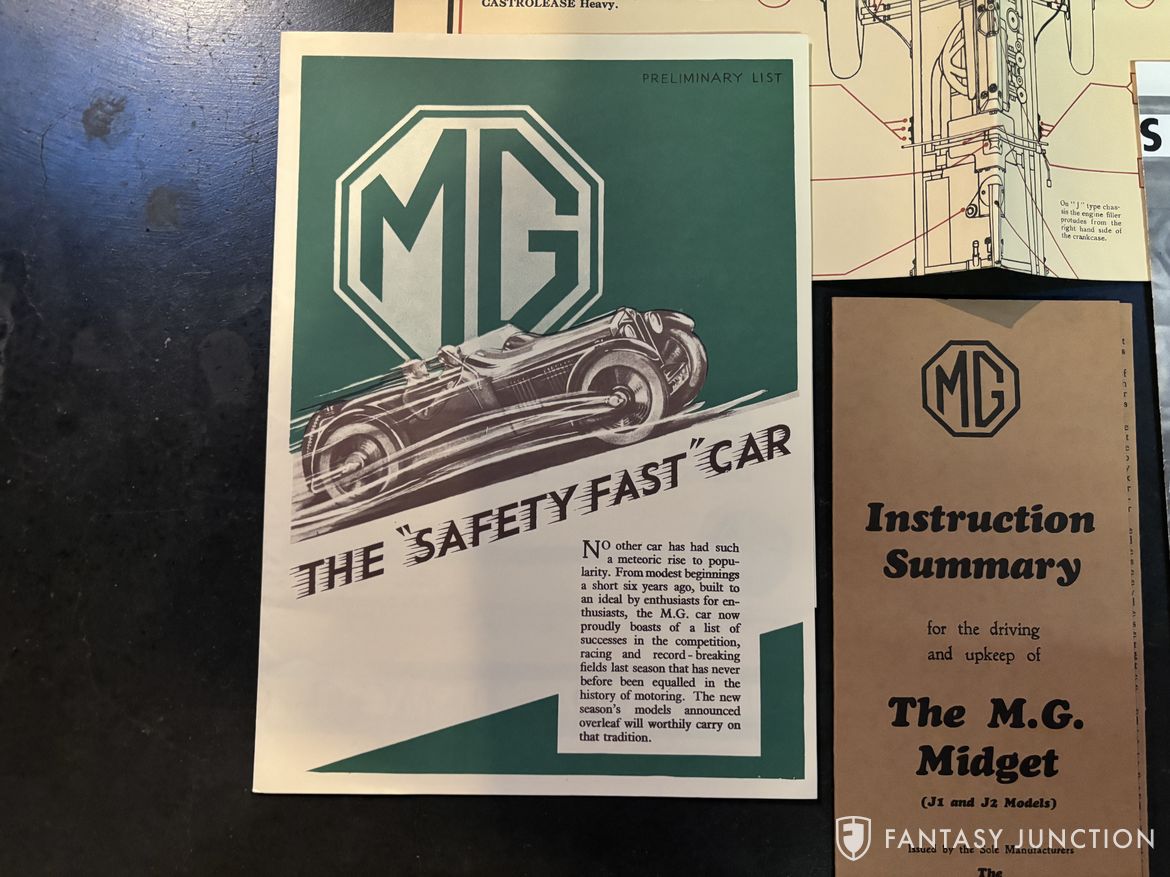 CASTROLEASE Heavy.
PRELIMINARY LIST
MG
THE "SAFETY FAST" CAR
NO other car has had such
a meteoric rise to popu-
larity. From modest beginnings
a short six years ago, built to
an ideal by enthusiasts for en-
thusiasts, the M.G. car now
proudly boasts of a list of
successes in the competition,
racing and record-breaking
fields last season that has never
before been equalled in the
history of motoring. The new
season's models announced
overleaf will worthily carry on
that tradition.
On "J" type chas-
sis the engine filler
protudes from the
right hand side of
the crankcase.
S
MG
Instruction
Summary
for the driving
and upkeep of
The M.G.
Midget
(J1 and J2 Models)
Issued by the Sole Manufacturers
The
FANTASY JUNCTION